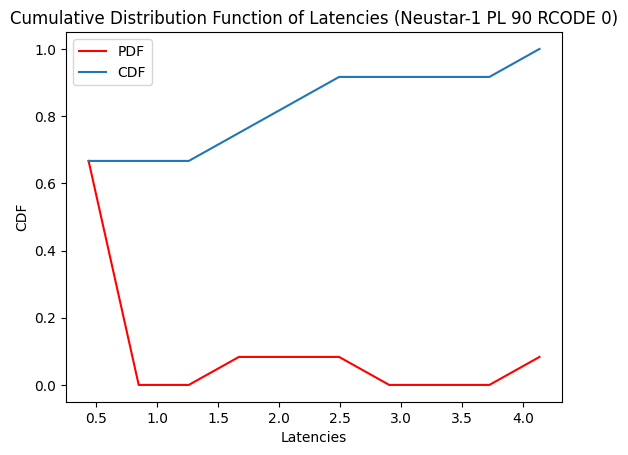 Cumulative Distribution Function of Latencies (Neustar-1 PL 90 RCODE 0)
PDF
CDF
1.0
0.8
0.6
0.4
0.2
0.0
CDF
0.5 1.0 1.5 2.0 2.5 3.0 3.5 4.0
Latencies